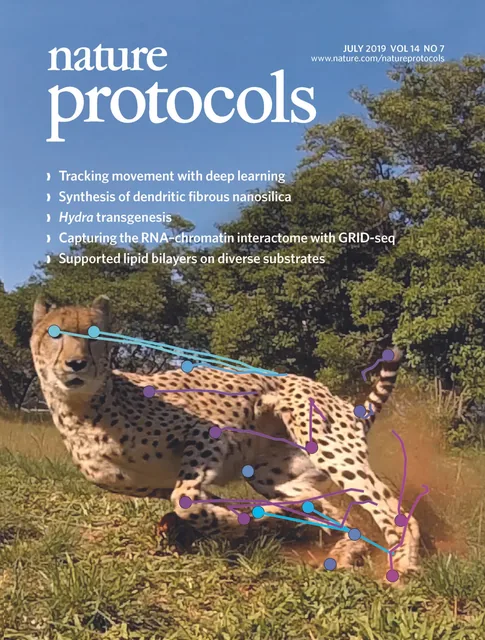 nature
protocols
JULY 2019 VOL 14 NO 7
www.nature.com/natureprotocols
Tracking movement with deep learning
Synthesis of dendritic fibrous nanosilica
Hydra transgenesis
Capturing the RNA–chromatin interactome with GRID-seq
Supported lipid bilayers on diverse substrates